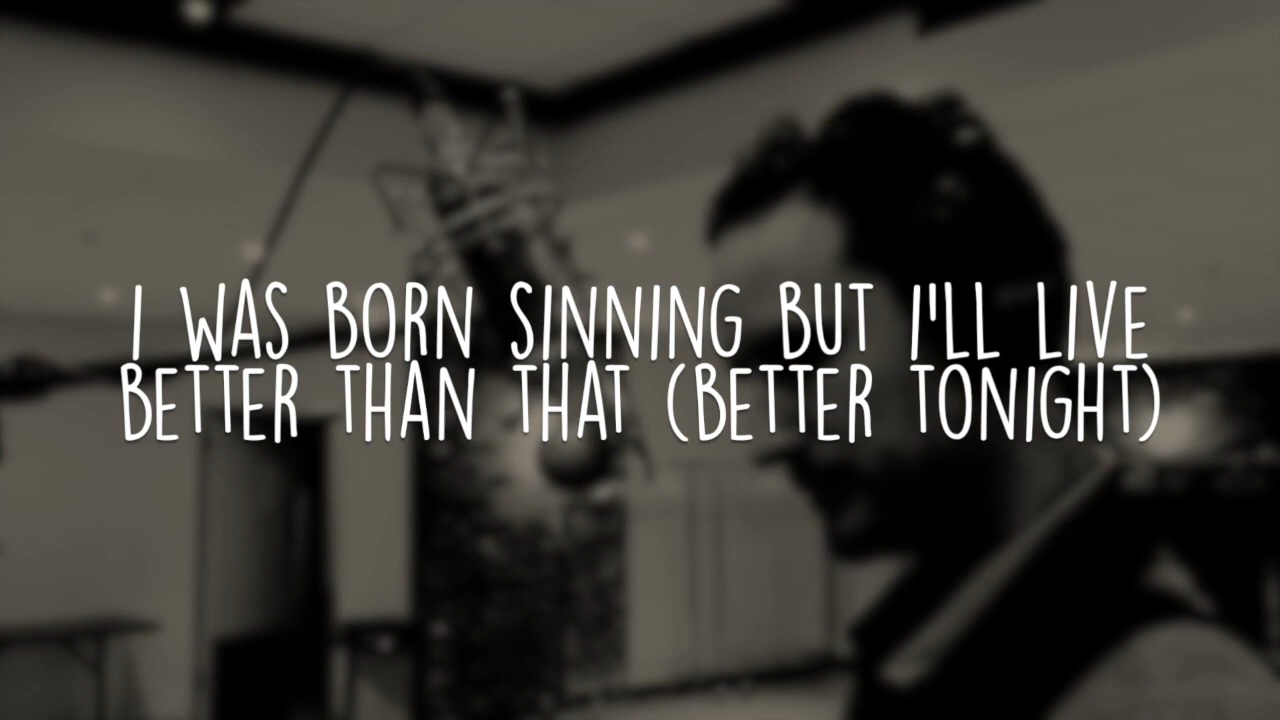 I WAS BORN SINNING BUT I'LL LIVE
BETTER THAN THAT (BETTER TONIGHT)